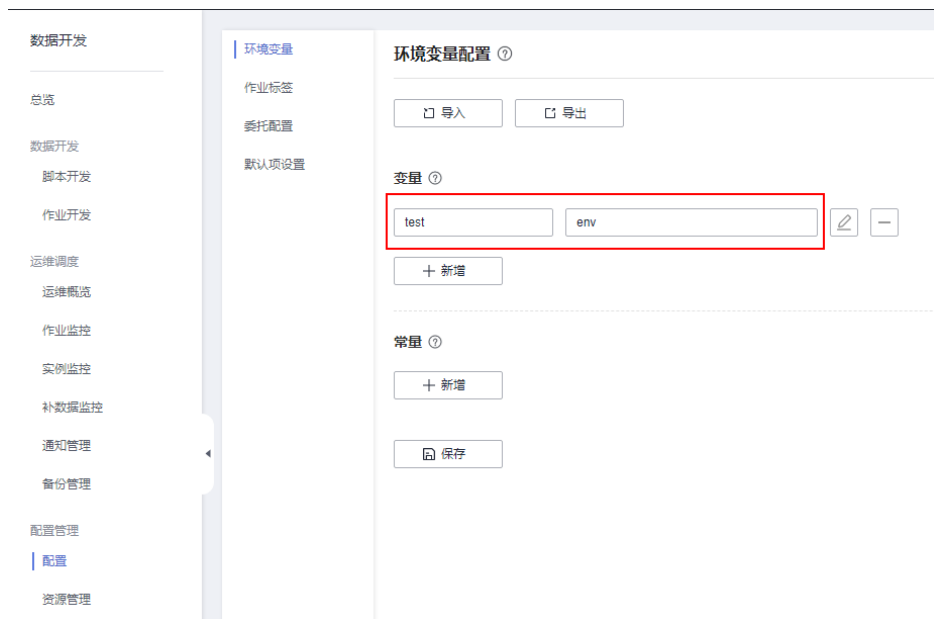 数据开发
总览
数据开发
脚本开发
作业开发
运维调度
运维概览
作业监控
实例监控
补数据监控
通知管理
备份管理
配置管理
配置
资源管理
环境变量
作业标签
委托配置
默认项设置
环境变量配置
导入 导出
变量
test env
新增
常量
新增
保存